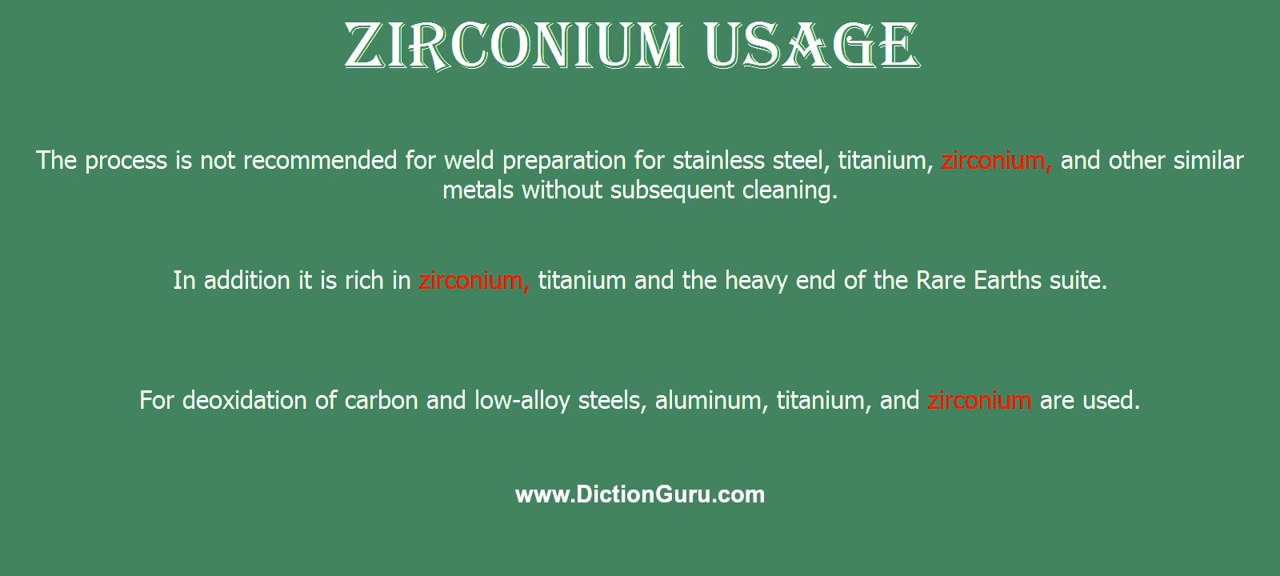 ZIRCONIUM USAGE
The process is not recommended for weld preparation for stainless steel, titanium, zirconium, and other similar
metals without subsequent cleaning.
In addition it is rich in zirconium, titanium and the heavy end of the Rare Earths suite.
For deoxidation of carbon and low-alloy steels, aluminum, titanium, and zirconium are used.
www.DictionGuru.com